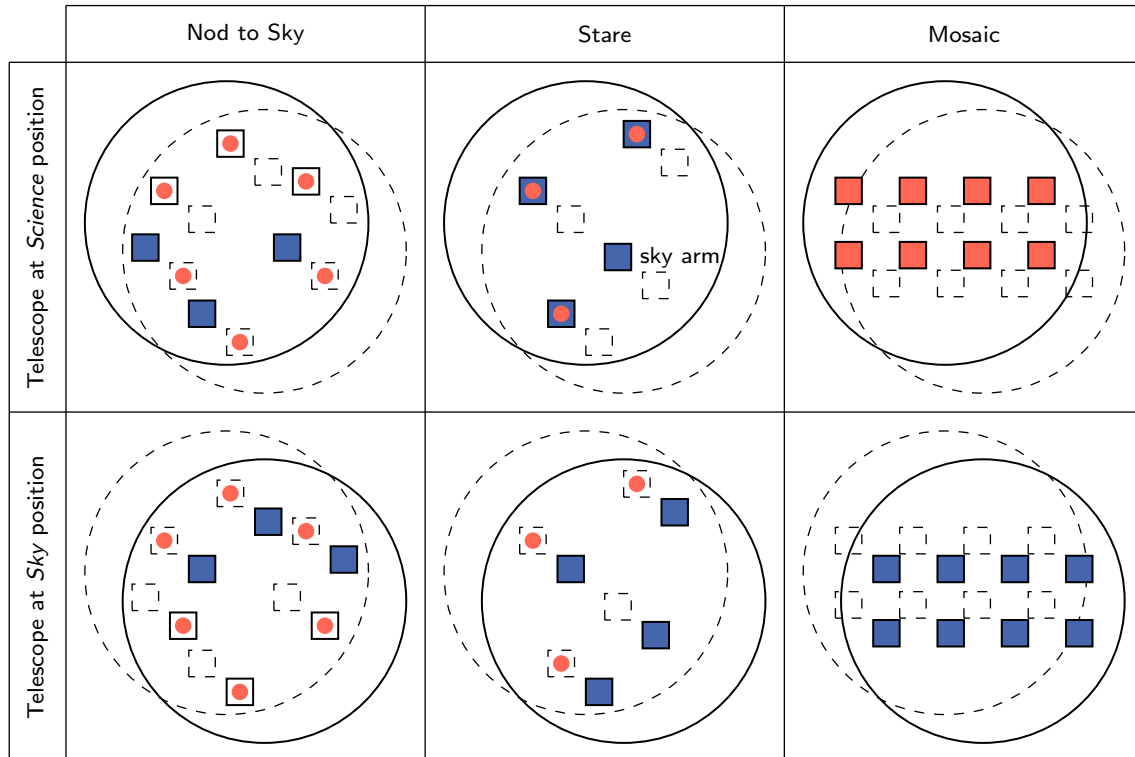 Nod to Sky
Stare
Mosaic
Telescope at Science position
sky arm
Telescope at Sky position